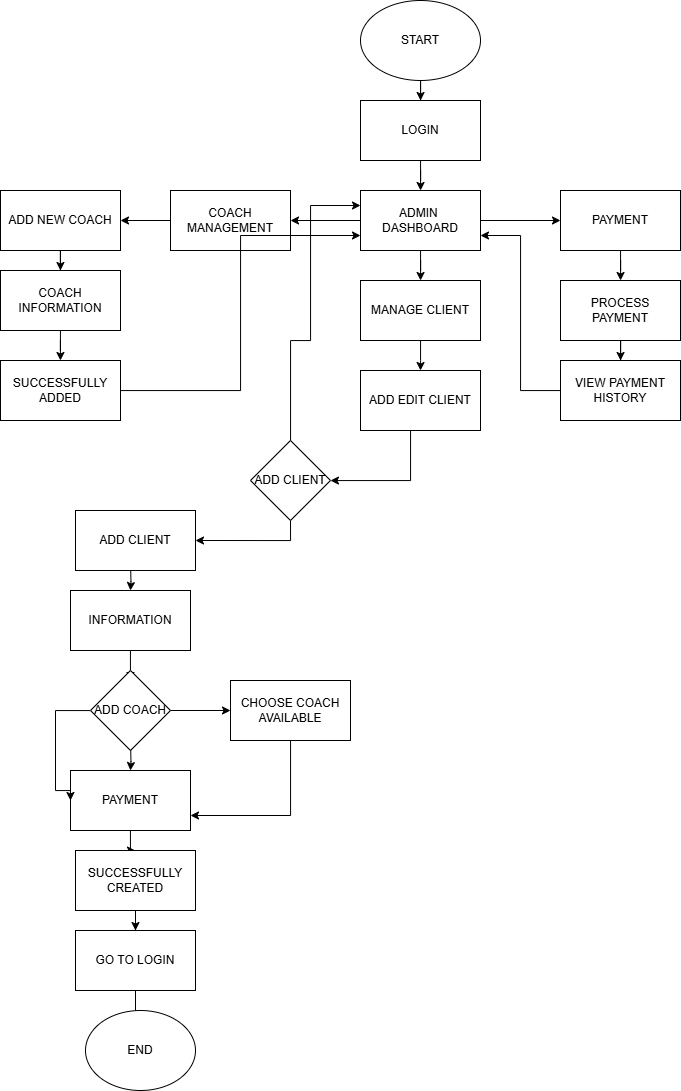 START
LOGIN
ADD NEW COACH
COACH
MANAGEMENT
ADMIN
DASHBOARD
PAYMENT
COACH
INFORMATION
MANAGE CLIENT
PROCESS
PAYMENT
SUCCESSFULLY
ADDED
ADD EDIT CLIENT
VIEW PAYMENT
HISTORY
ADD CLIENT
ADD CLIENT
INFORMATION
ADD COACH
CHOOSE COACH
AVAILABLE
PAYMENT
SUCCESSFULLY
CREATED
GO TO LOGIN
END